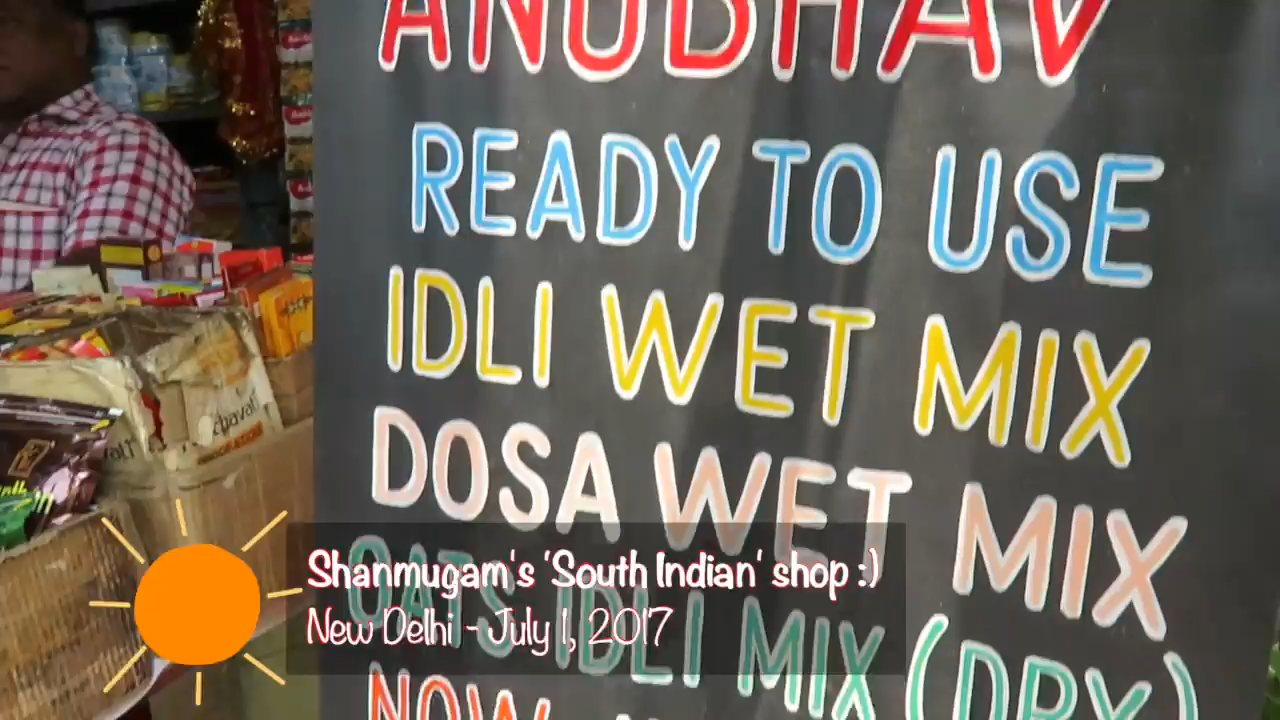 ANUBHAV
READY TO USE
IDLI WET MIX
DOSA WET MIX
OATS IDLI MIX (DRY)
NOW
Shanmugam's 'South Indian' shop :)
New Delhi - July 1, 2017